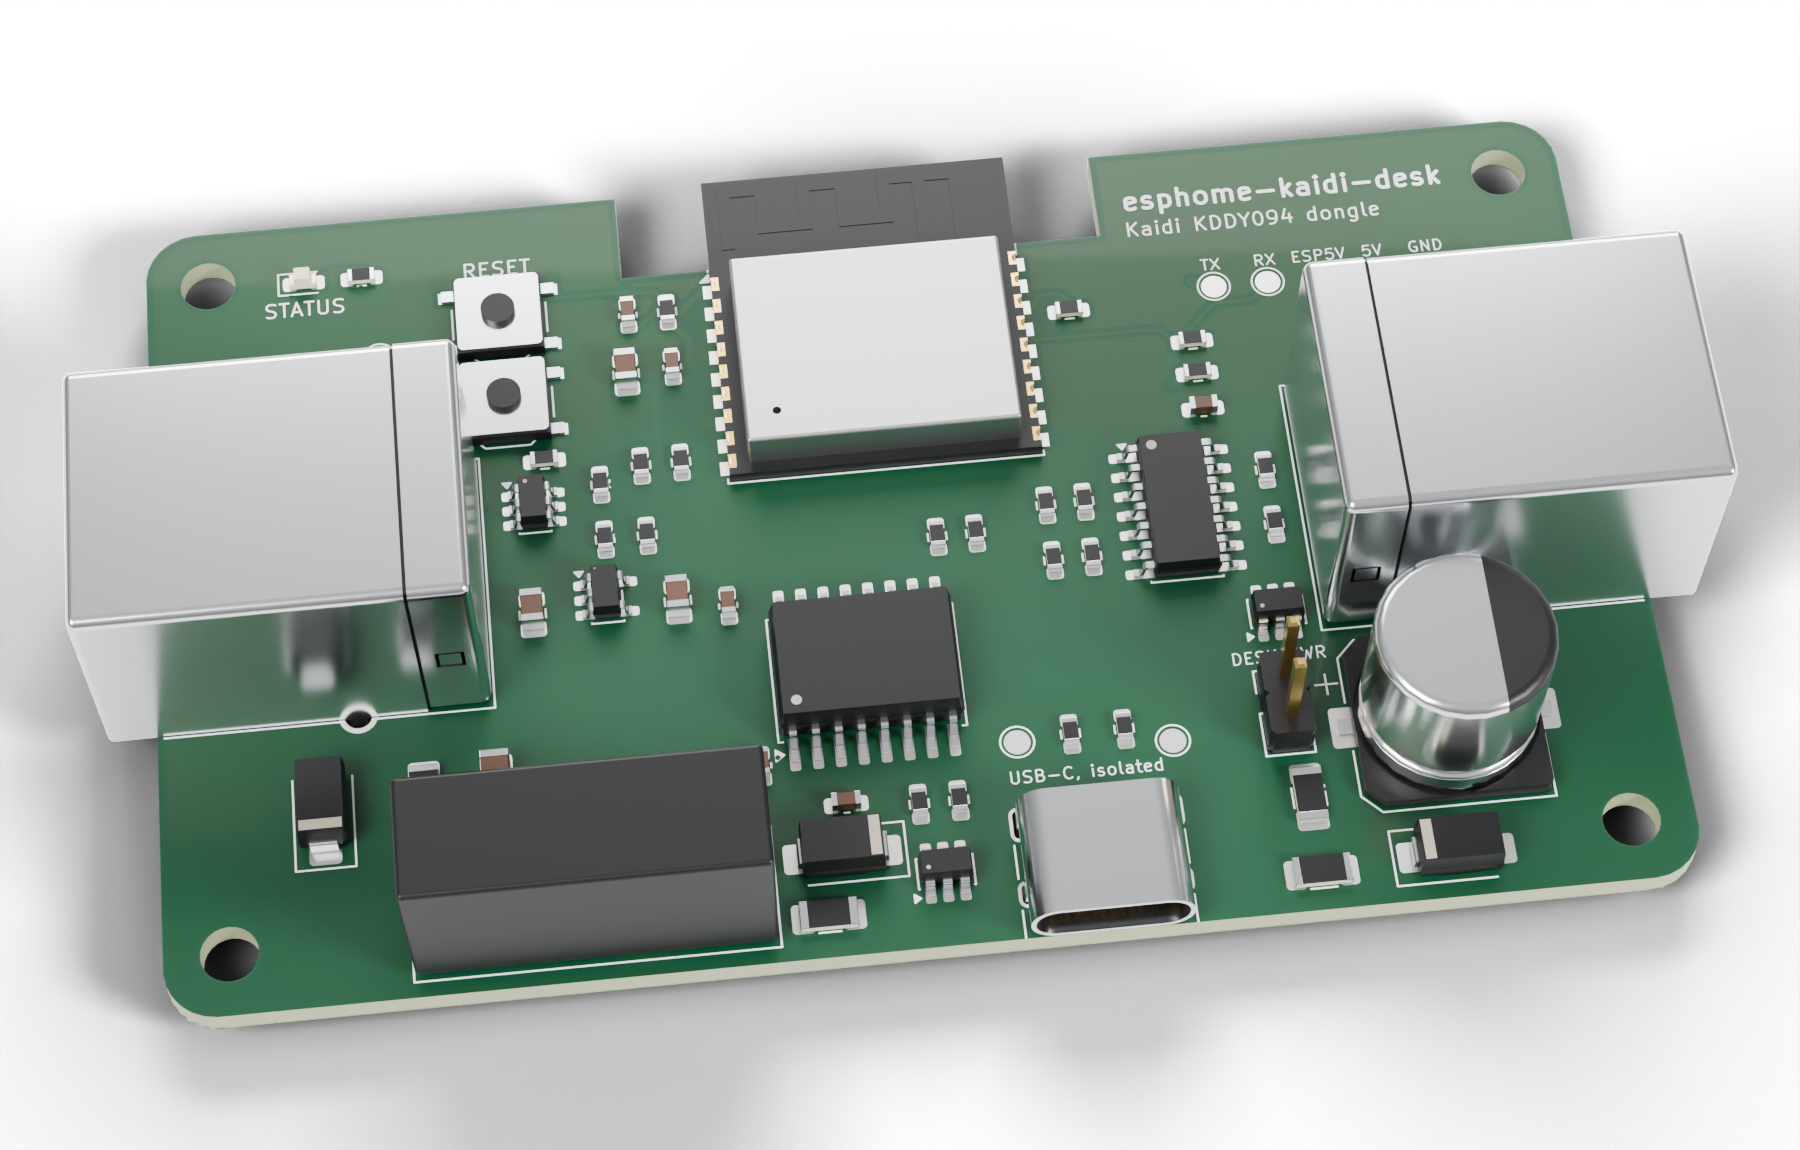 esphome-kaidi-desk
Kaidi KDDY094 dongle
TX
RX
ESP5V
5V
GND
RESET
STATUS
USB-C, isolated